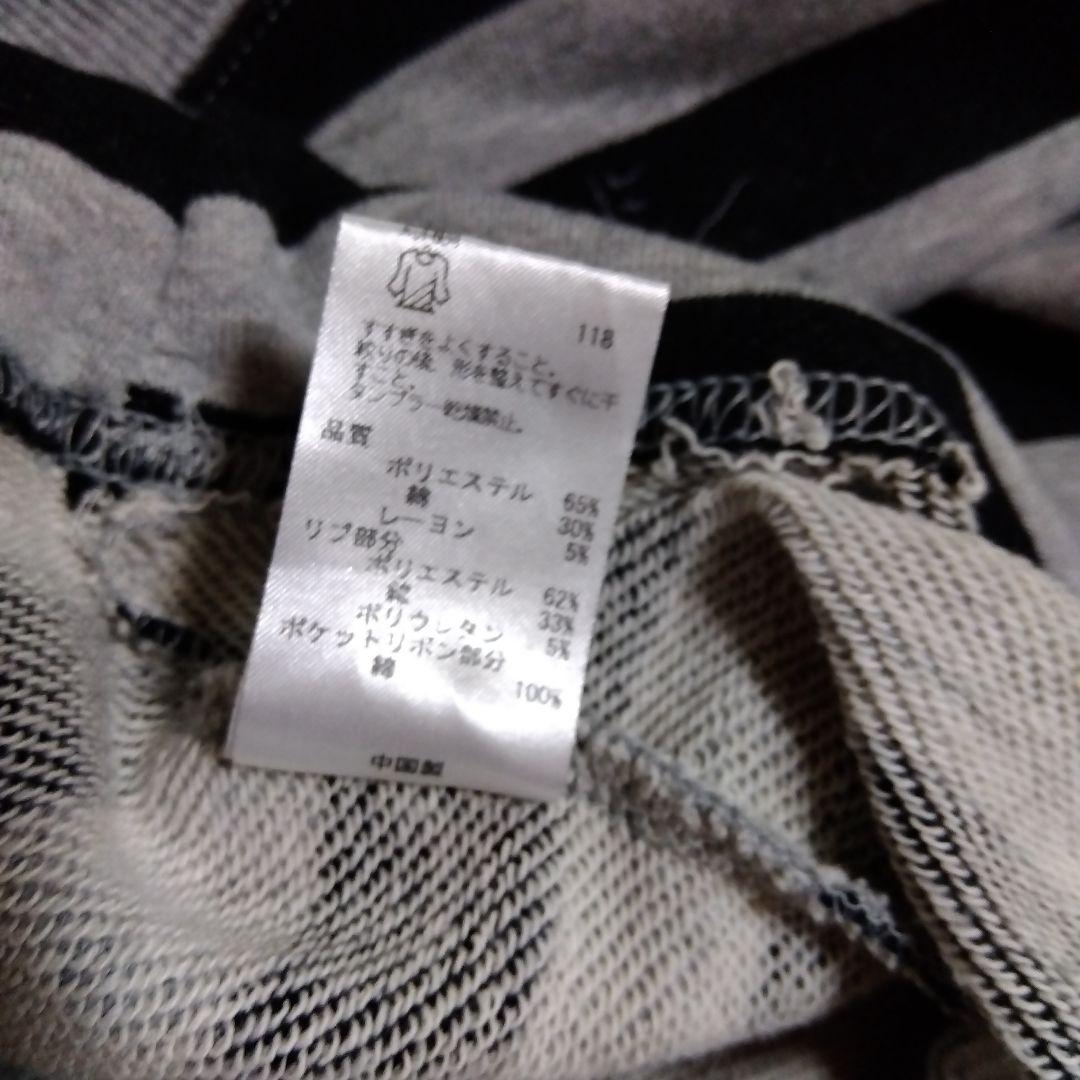 118
すすぎをよくすること。
絞りの後、形を整えてすぐに干
すこと。
タンブラー乾燥禁止。
品質
ポリエステル 65%
綿 30%
レーヨン 5%
リブ部分
ポリエステル 62%
綿 33%
ポリウレタン 5%
ポケットリボン部分
綿 100%
中国製